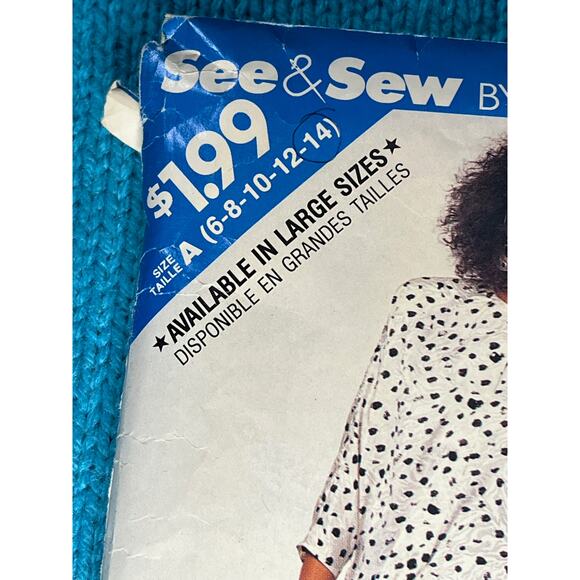 See & Sew BY
$1.99
SIZE
TAILLE A (6-8-10-12-14)
★AVAILABLE IN LARGE SIZES★
DISPONIBLE EN GRANDES TAILLES